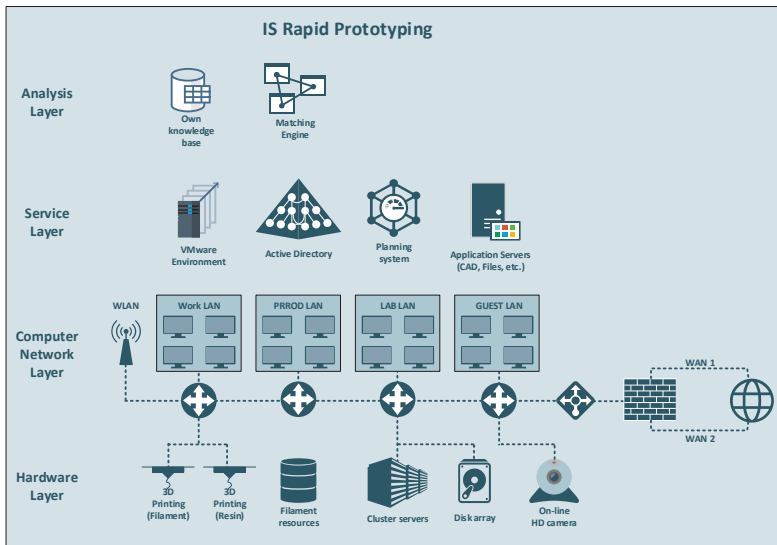 IS Rapid Prototyping
Analysis
Layer
Own
knowledge
base
Matching
Engine
Service
Layer
VMware
Environment
Active Directory
Planning
system
Application Servers
(CAD, Files, etc.)
WLAN
Work LAN
PRROD LAN
LAB LAN
GUEST LAN
Computer
Network
Layer
WAN 1
WAN 2
Hardware
Layer
3D
Printing
(Filament)
3D
Printing
(Resin)
Filament
resources
Cluster servers
Disk array
On-line
HD camera